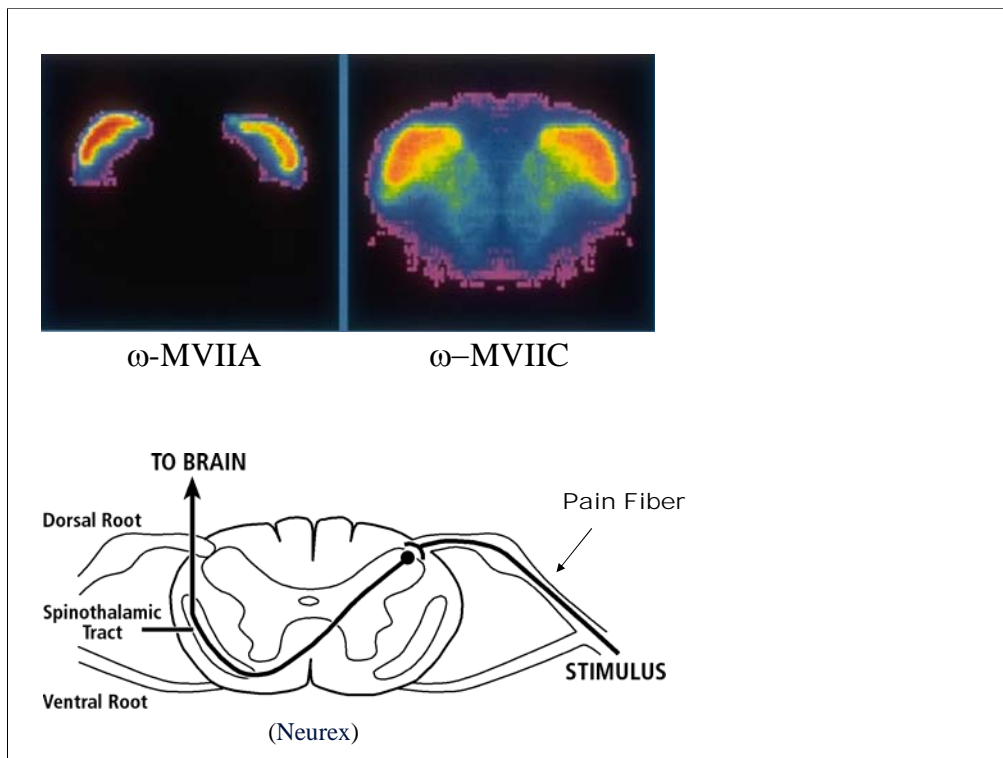 ω-MVIIA
ω–MVIIC
TO BRAIN
Pain Fiber
Dorsal Root
Spinothalamic
Tract
STIMULUS
Ventral Root
(Neurex)